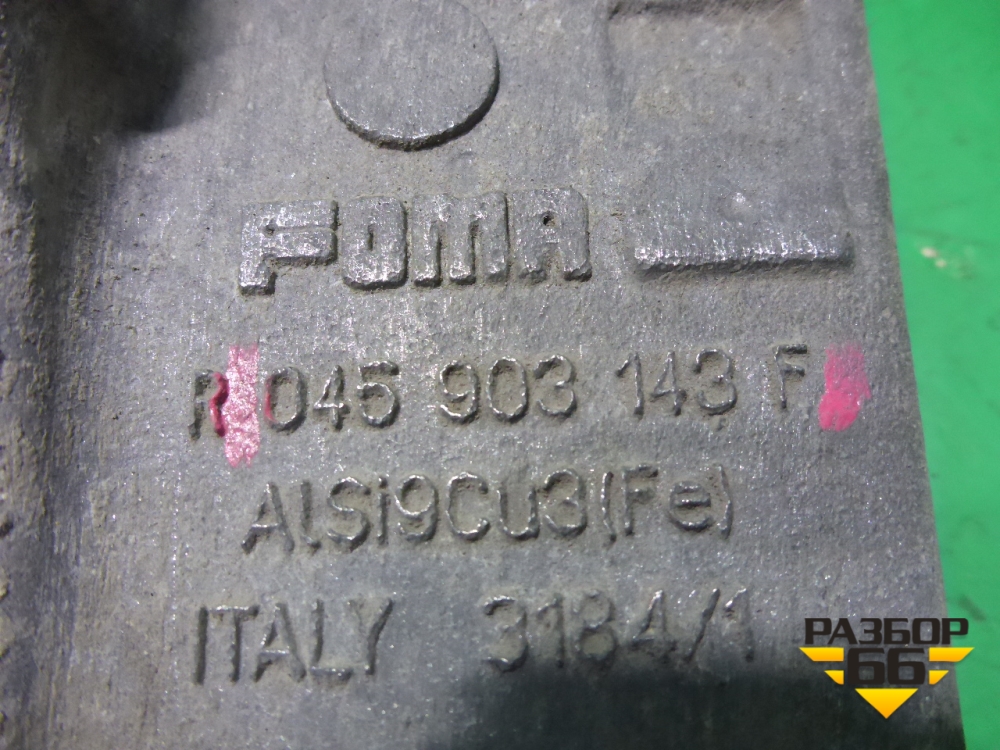 FOMA
R 045 903 143 F
AlSi9Cu3(Fe)
ITALY 3184/1
РАЗБОР
66